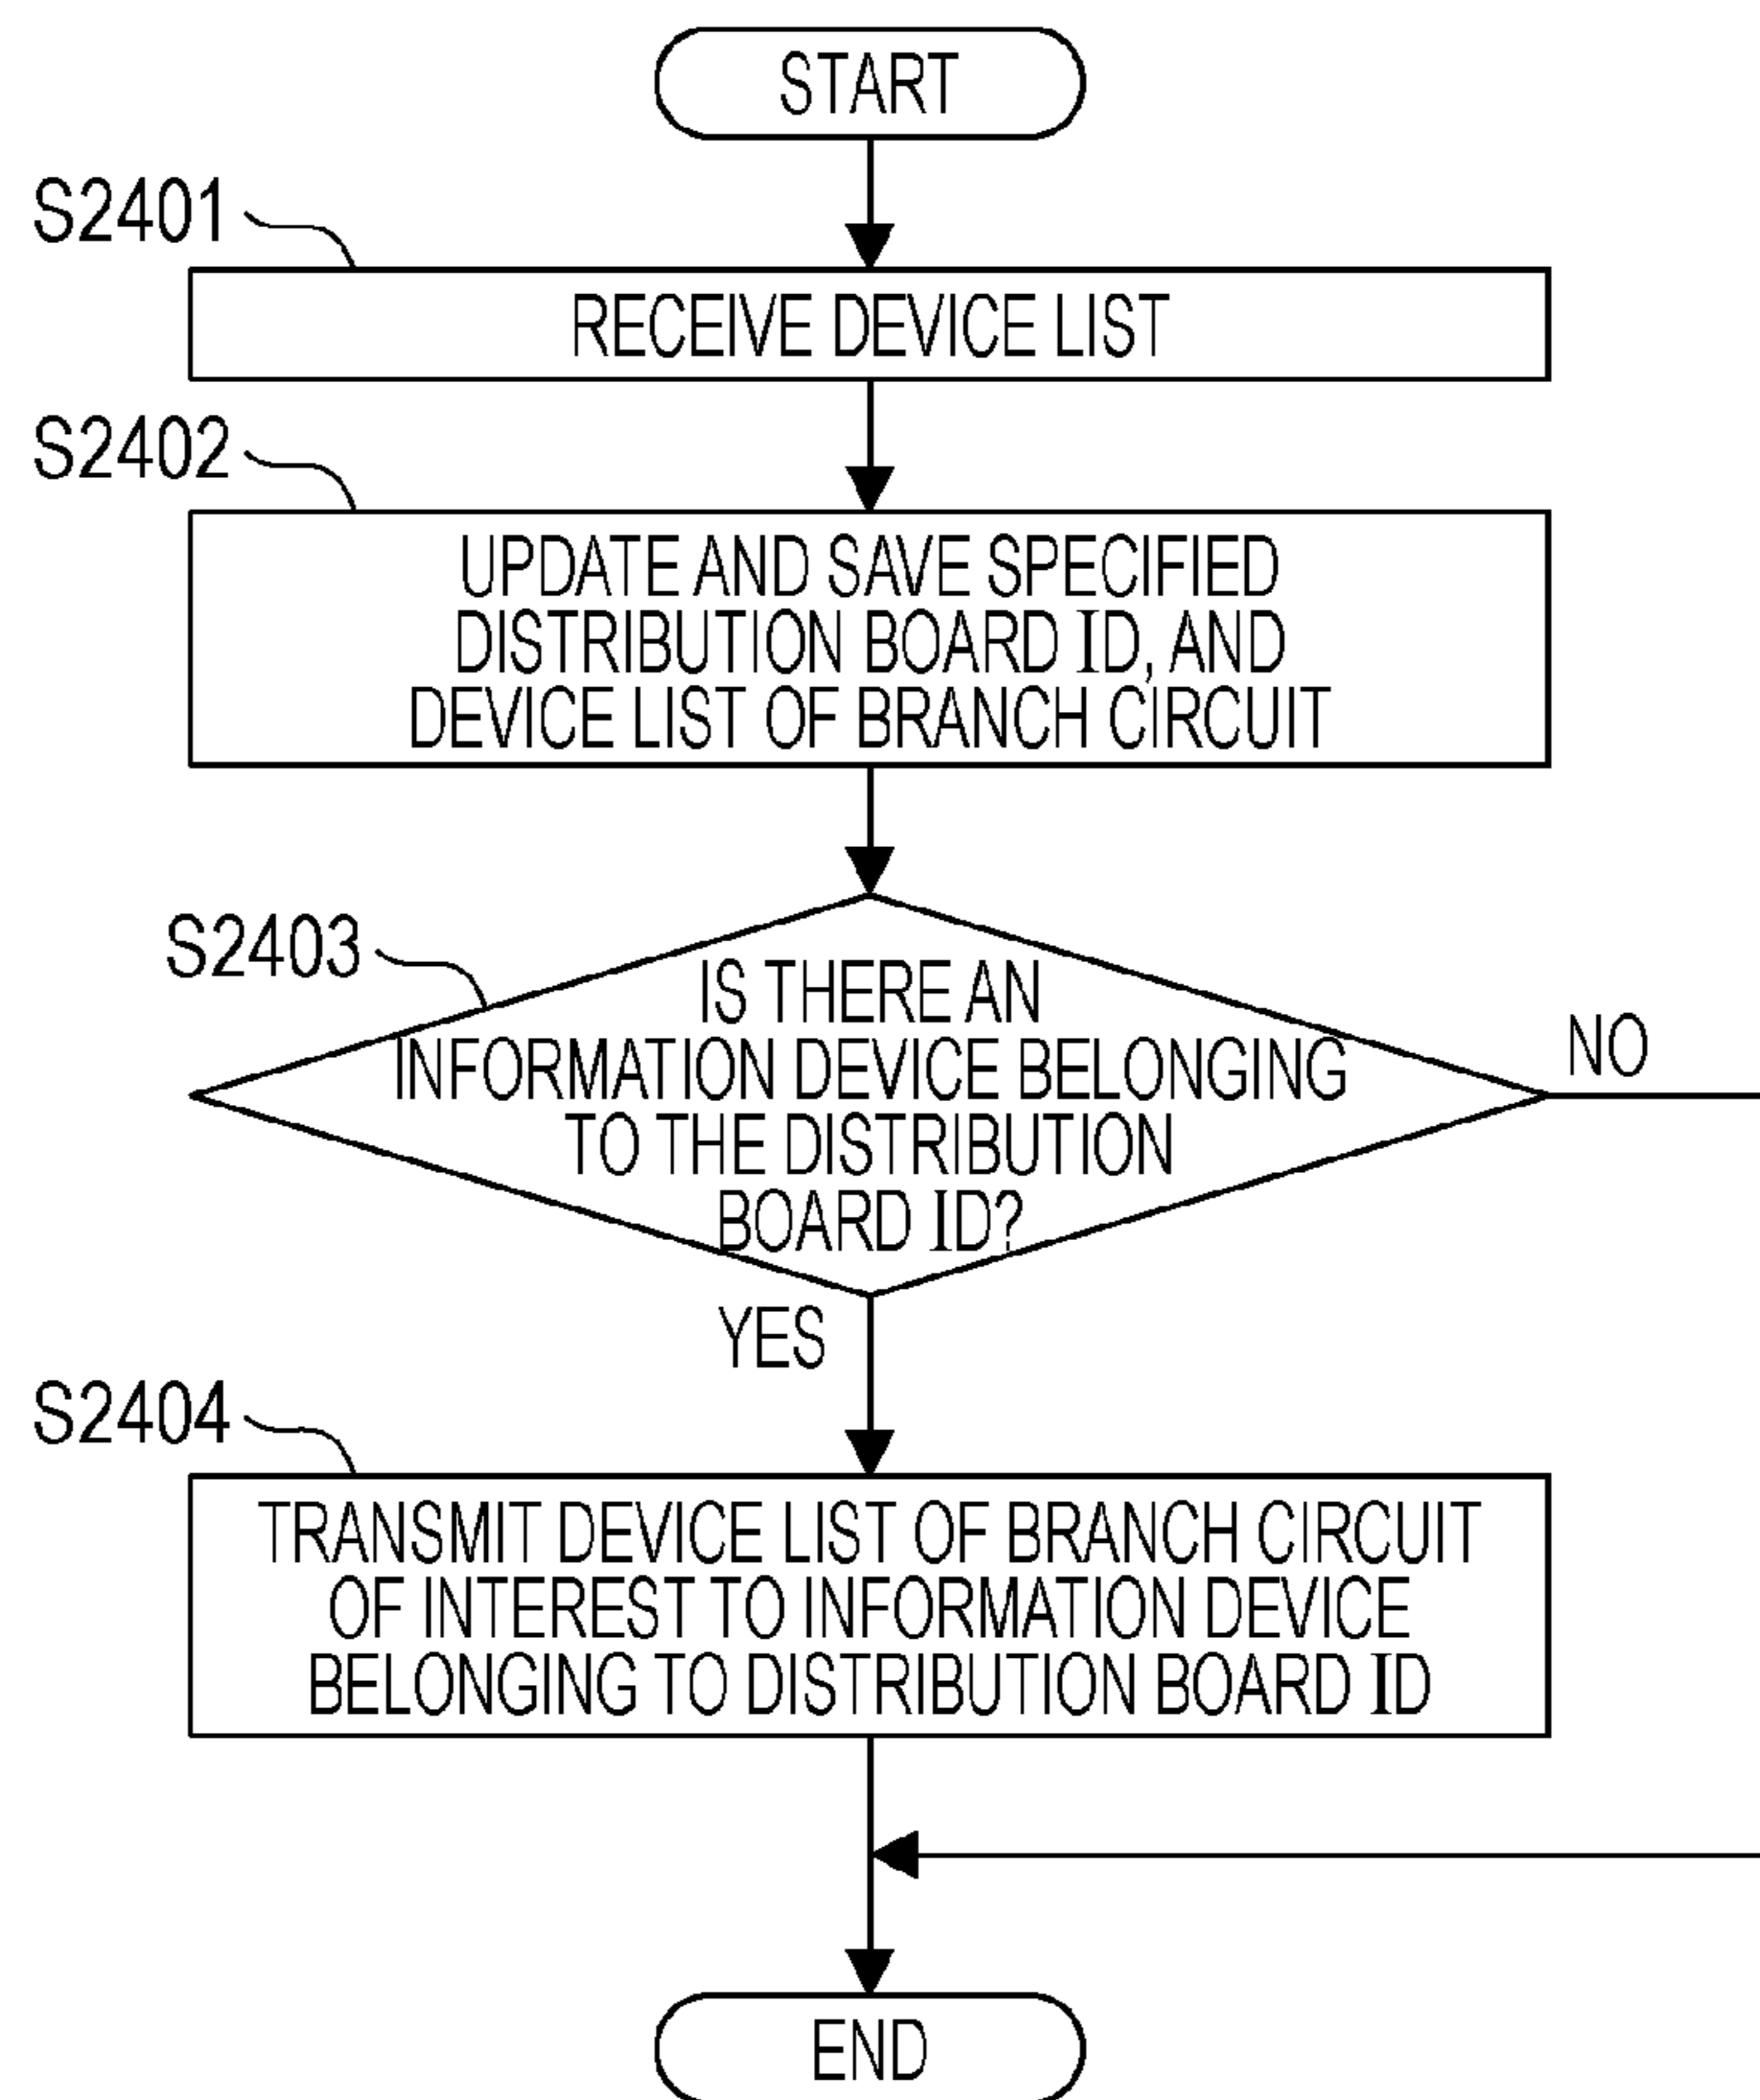 START
S2401
RECEIVE DEVICE LIST
S2402
UPDATE AND SAVE SPECIFIED
DISTRIBUTION BOARD ID, AND
DEVICE LIST OF BRANCH CIRCUIT
S2403
IS THERE AN
INFORMATION DEVICE BELONGING
TO THE DISTRIBUTION
BOARD ID?
NO
YES
S2404
TRANSMIT DEVICE LIST OF BRANCH CIRCUIT
OF INTEREST TO INFORMATION DEVICE
BELONGING TO DISTRIBUTION BOARD ID
END